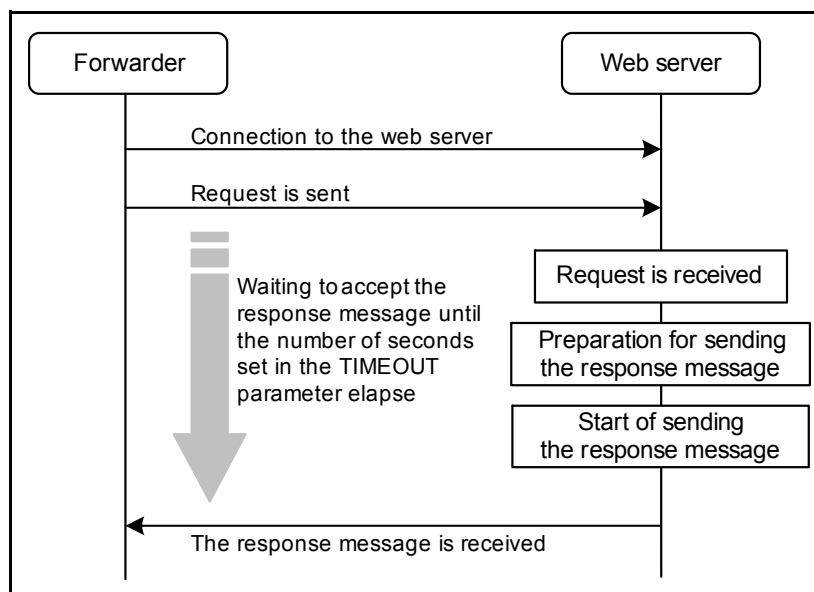 Forwarder
Web server
Connection to the web server
Request is sent
Request is received
Waiting to accept the
response message until
the number of seconds
set in the TIMEOUT
parameter elapse
Preparation for sending
the response message
Start of sending
the response message
The response message is received